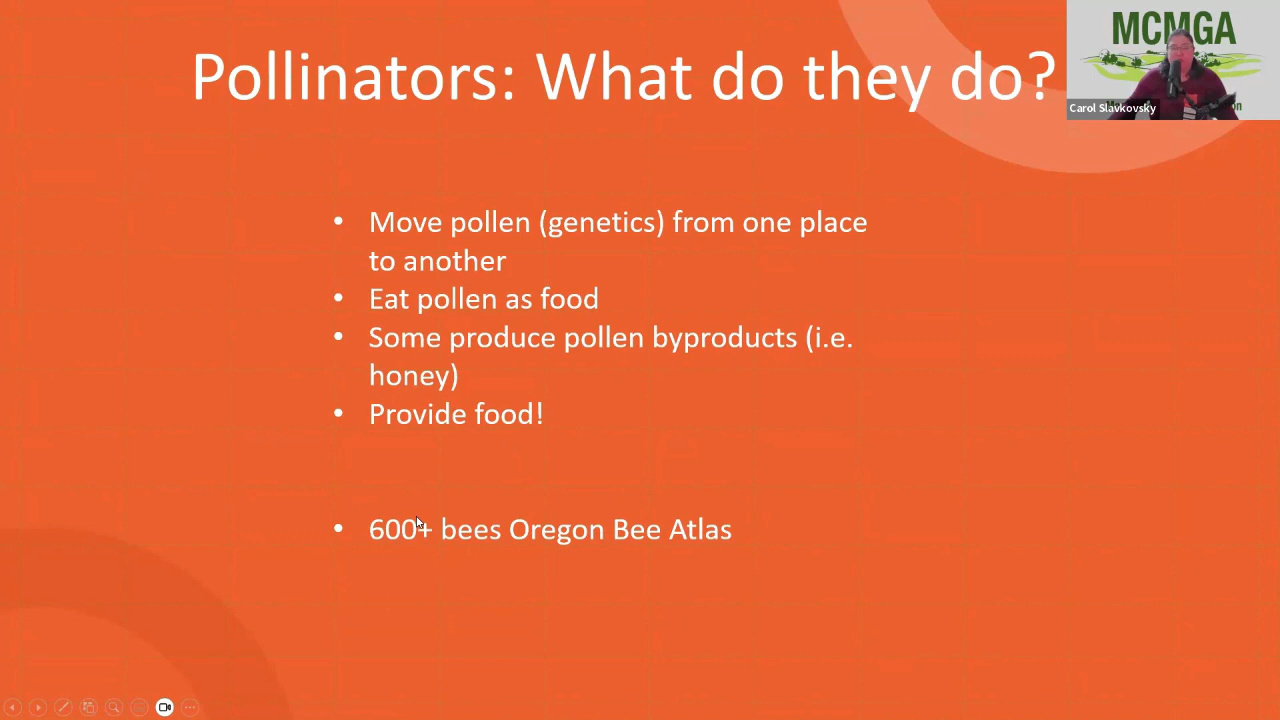 Pollinators: What do they do?
MCMGA
Carol Slavkovsky
• Move pollen (genetics) from one place
to another
• Eat pollen as food
• Some produce pollen byproducts (i.e.
honey)
• Provide food!
• 600+ bees Oregon Bee Atlas